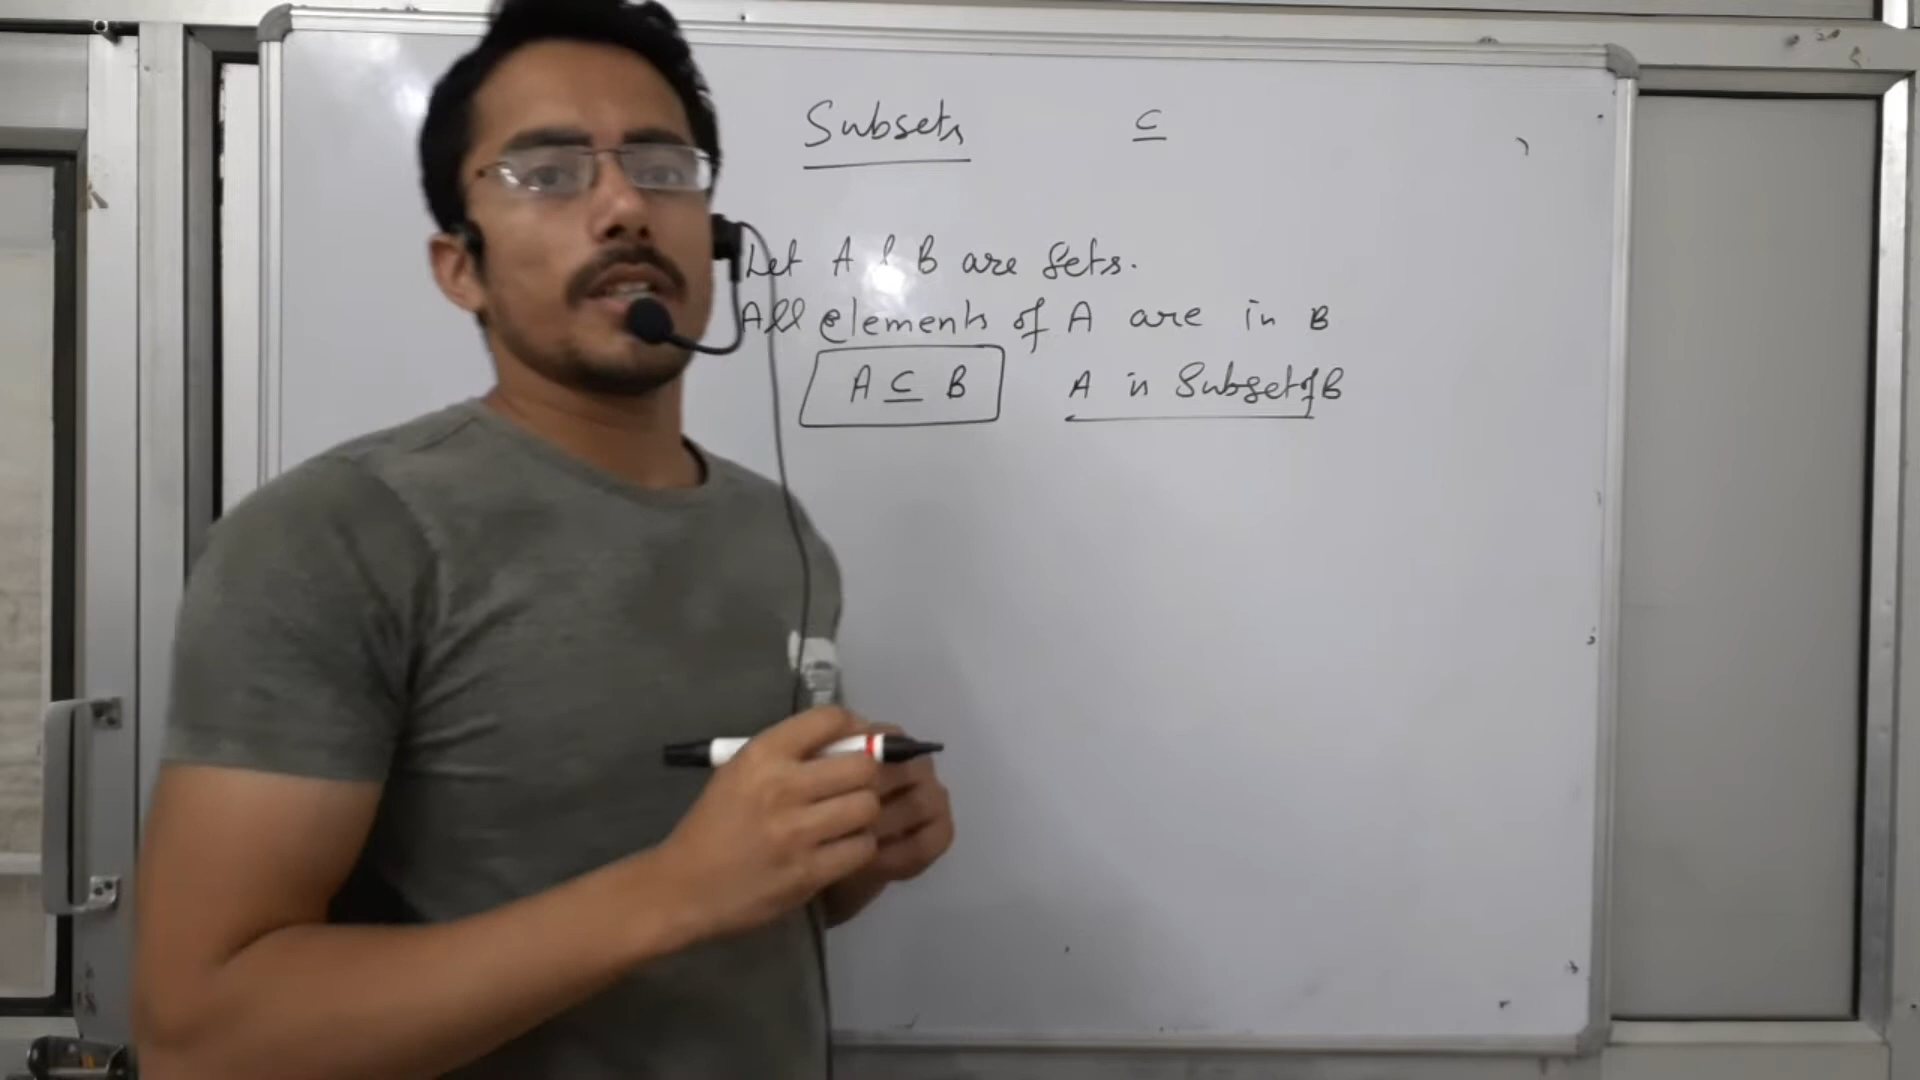 Subsets ⊆
Let A & B are Sets.
All elements of A are in B
A ⊆ B A is Subset of B